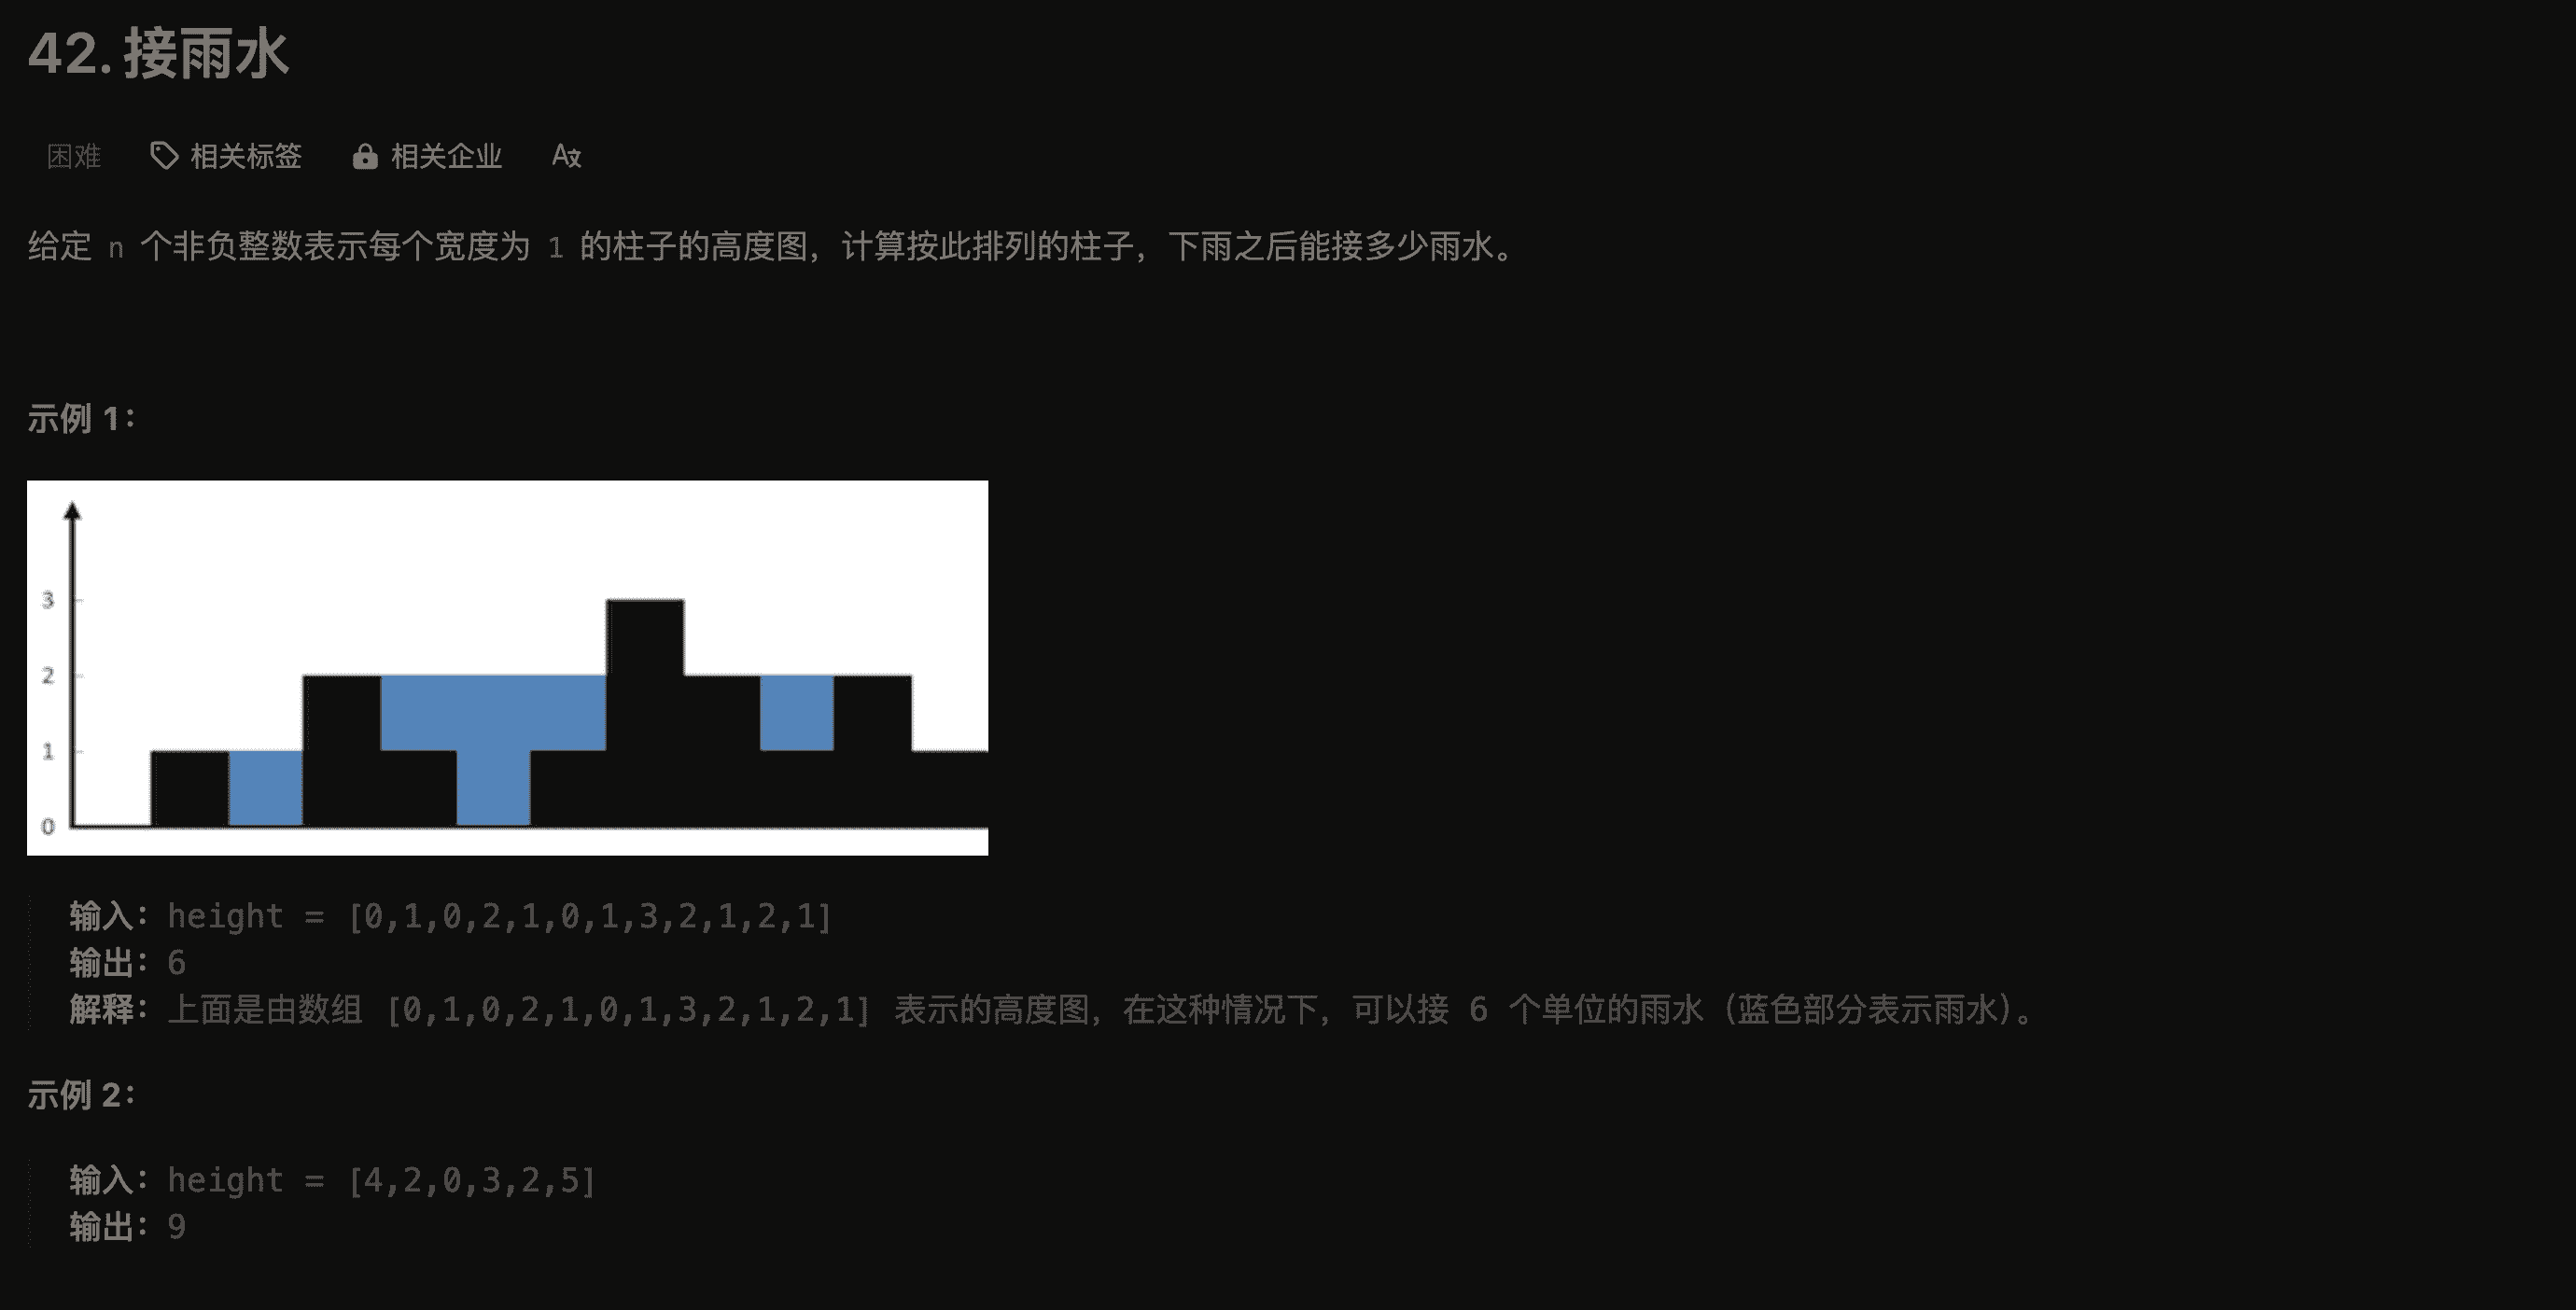 42. 接雨水
困难 相关标签 相关企业 A文
给定 n 个非负整数表示每个宽度为 1 的柱子的高度图，计算按此排列的柱子，下雨之后能接多少雨水。
示例 1：
3
2
1
0
输入：height = [0,1,0,2,1,0,1,3,2,1,2,1]
输出：6
解释：上面是由数组 [0,1,0,2,1,0,1,3,2,1,2,1] 表示的高度图，在这种情况下，可以接 6 个单位的雨水（蓝色部分表示雨水）。
示例 2：
输入：height = [4,2,0,3,2,5]
输出：9